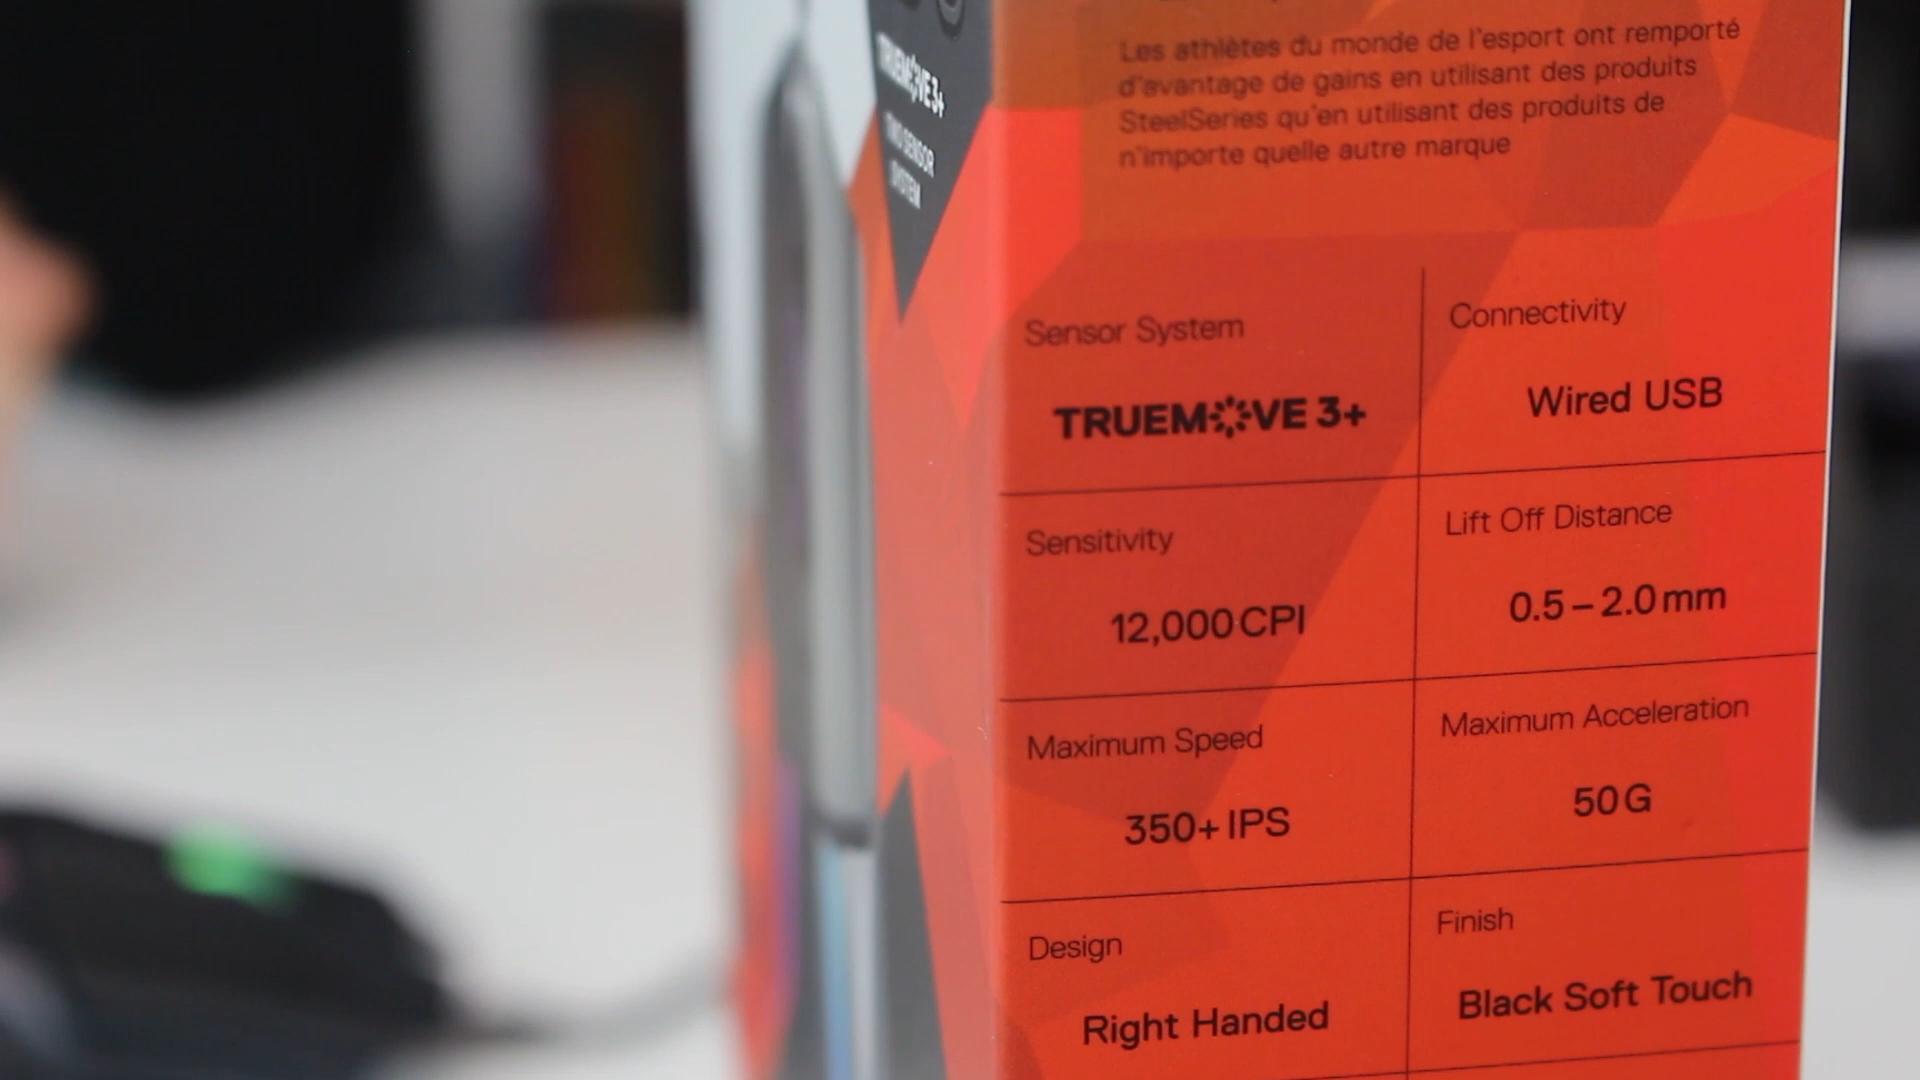 TRUEMOVE3+
SENSOR
SYSTEM
Les athlètes du monde de l'esport ont remporté
d'avantage de gains en utilisant des produits
SteelSeries qu'en utilisant des produits de
n'importe quelle autre marque
Sensor System
TRUEMOVE 3+
Connectivity
Wired USB
Sensitivity
12,000 CPI
Lift Off Distance
0.5 – 2.0 mm
Maximum Speed
350+ IPS
Maximum Acceleration
50 G
Design
Right Handed
Finish
Black Soft Touch